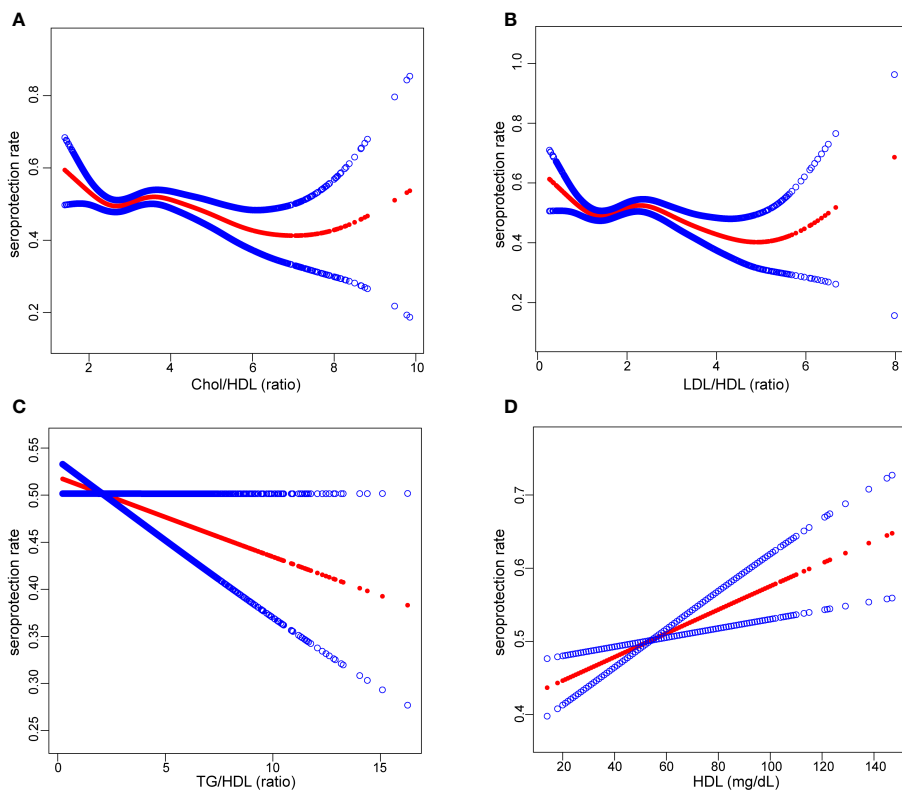 A
seroprotection rate
0.8
0.6
0.4
0.2
2 4 6 8 10
Chol/HDL (ratio)
B
seroprotection rate
1.0
0.8
0.6
0.4
0.2
0 2 4 6 8
LDL/HDL (ratio)
C
seroprotection rate
0.55
0.50
0.45
0.40
0.35
0.30
0.25
0 5 10 15
TG/HDL (ratio)
D
seroprotection rate
0.7
0.6
0.5
0.4
20 40 60 80 100 120 140
HDL (mg/dL)